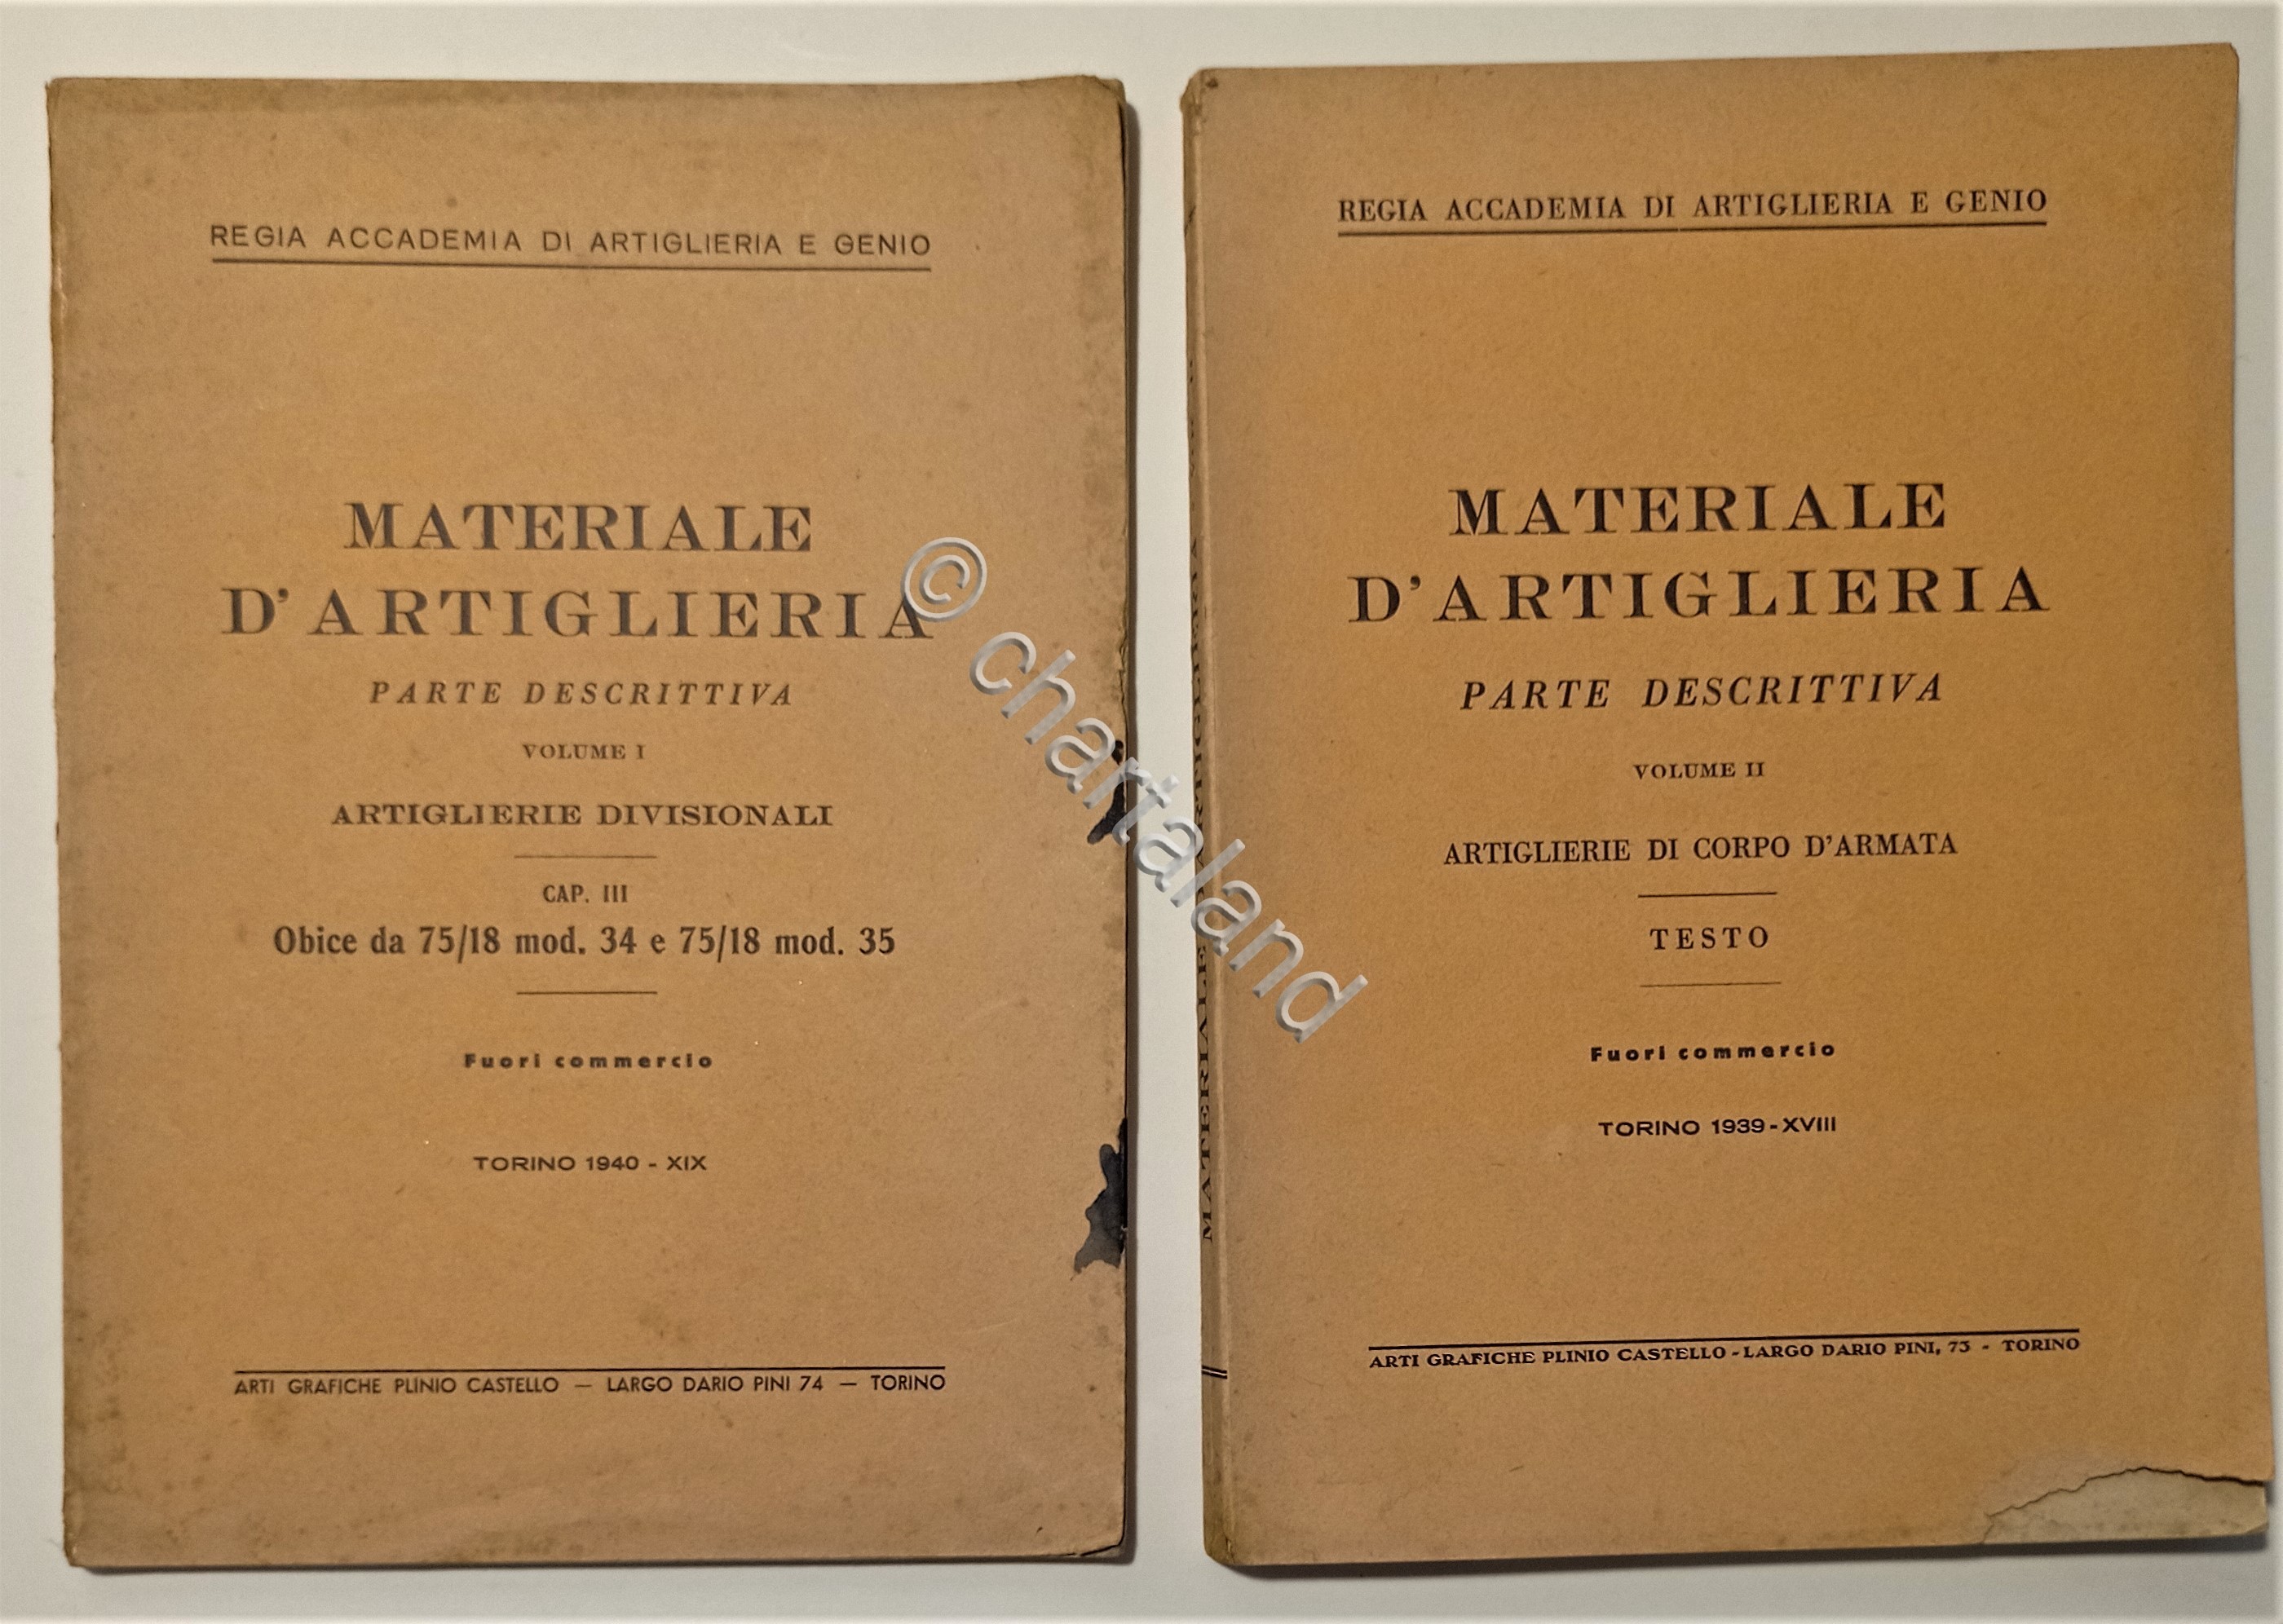 REGIA ACCADEMIA DI ARTIGLIERIA E GENIO
MATERIALE
D'ARTIGLIERIA
PARTE DESCRITTIVA
VOLUME I
ARTIGLIERIE DIVISIONALI
CAP. III
Obice da 75/18 mod. 34 e 75/18 mod. 35
Fuori commercio
TORINO 1940 - XIX
ARTI GRAFICHE PLINIO CASTELLO — LARGO DARIO PINI 74 — TORINO
© chartaland
MATERIALE D'ARTIGLIERIA
REGIA ACCADEMIA DI ARTIGLIERIA E GENIO
MATERIALE
D'ARTIGLIERIA
PARTE DESCRITTIVA
VOLUME II
ARTIGLIERIE DI CORPO D'ARMATA
TESTO
Fuori commercio
TORINO 1939-XVIII
ARTI GRAFICHE PLINIO CASTELLO - LARGO DARIO PINI, 73 - TORINO